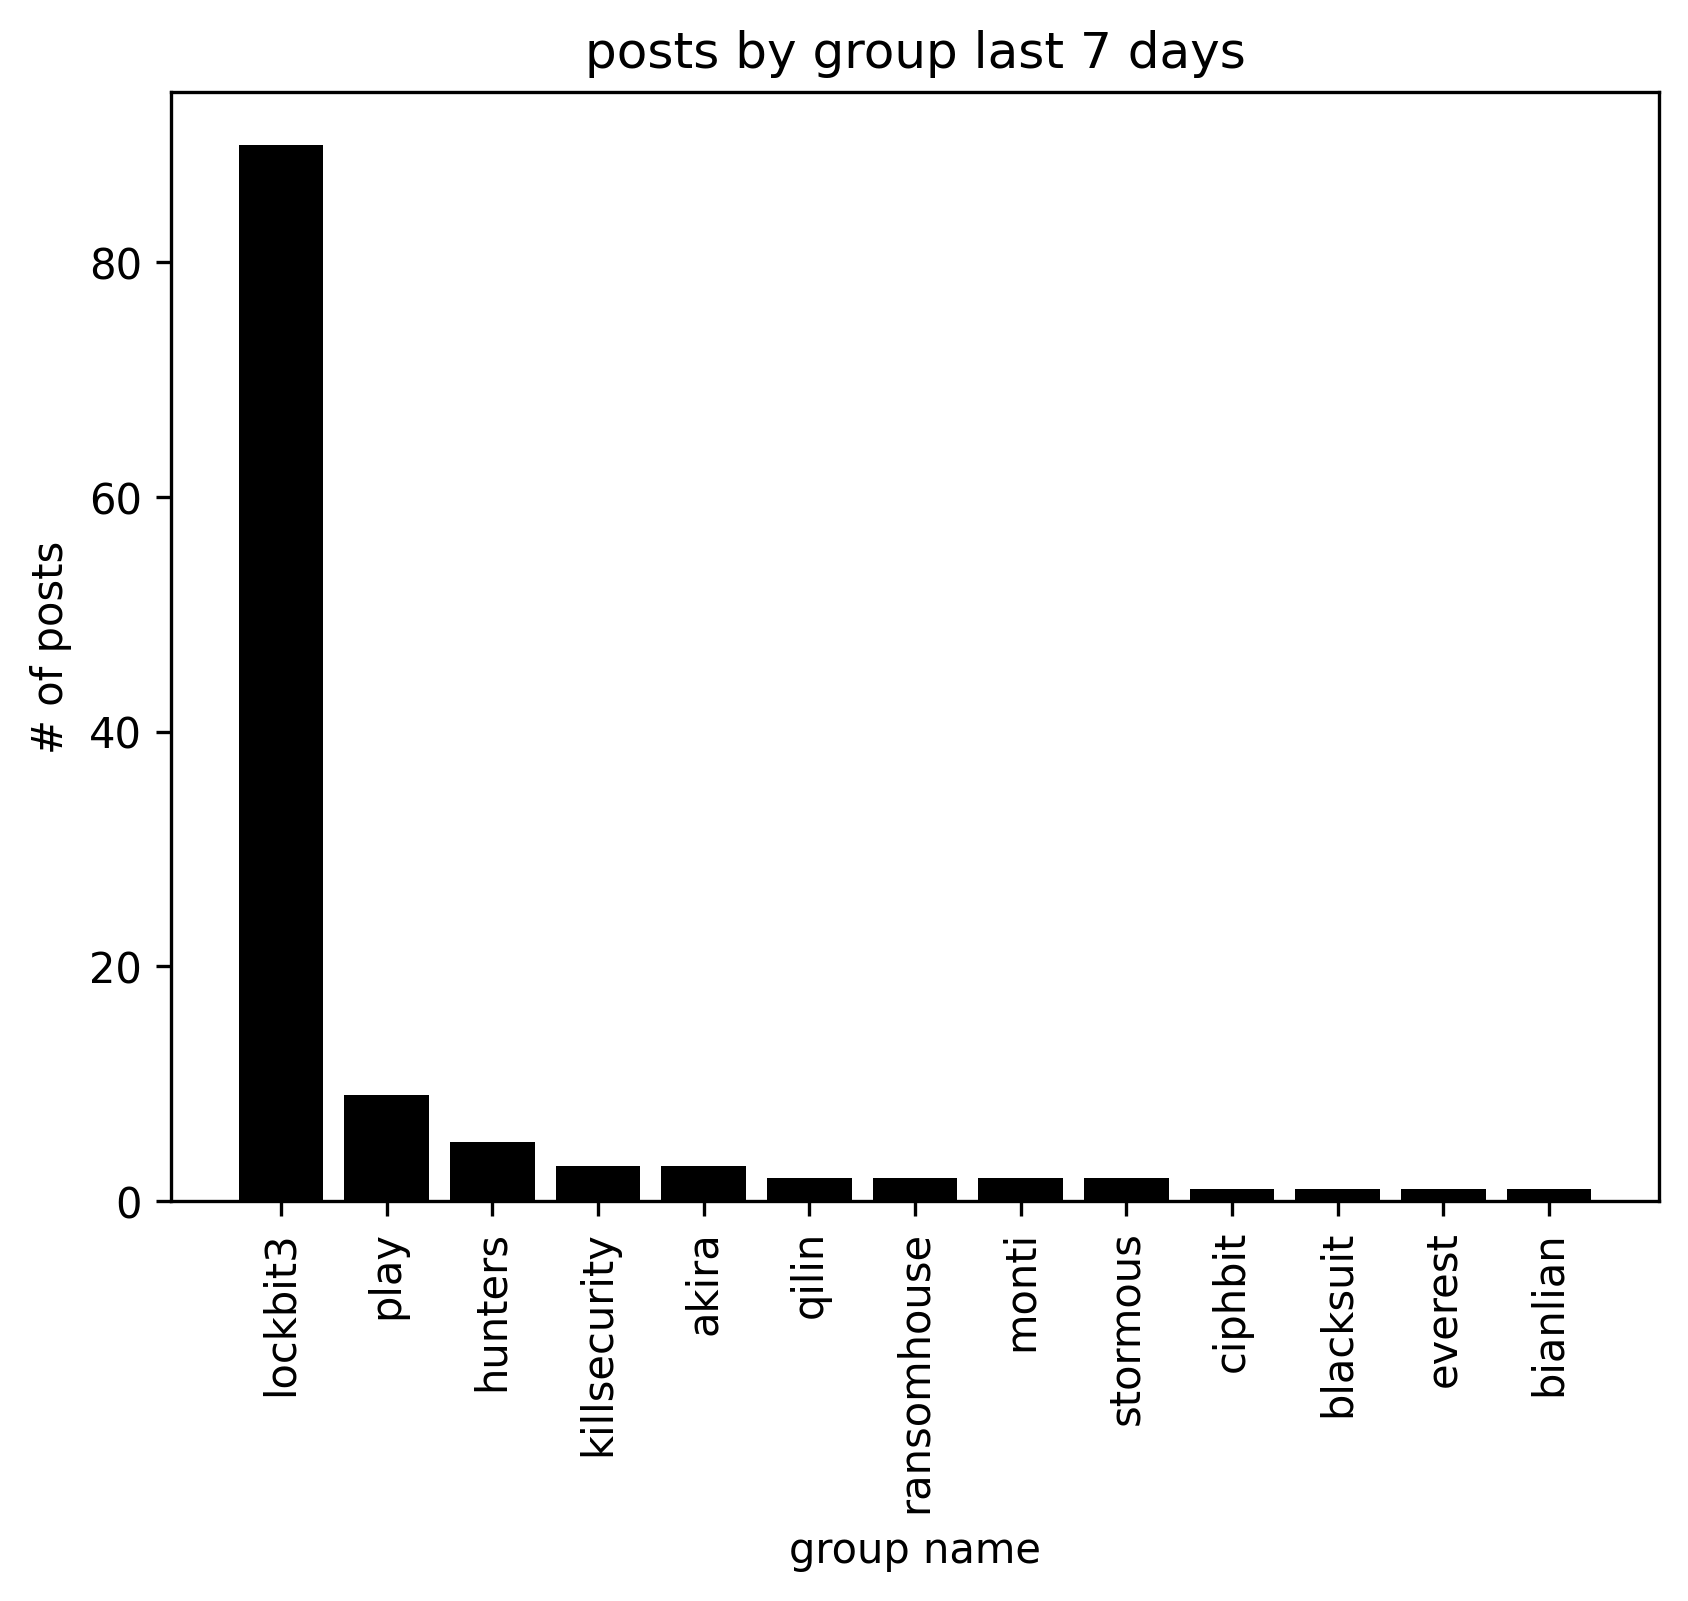 posts by group last 7 days
# of posts
80
60
40
20
0
lockbit3
play
hunters
killsecurity
akira
qilin
ransomhouse
monti
stormous
ciphbit
blacksuit
everest
bianlian
group name